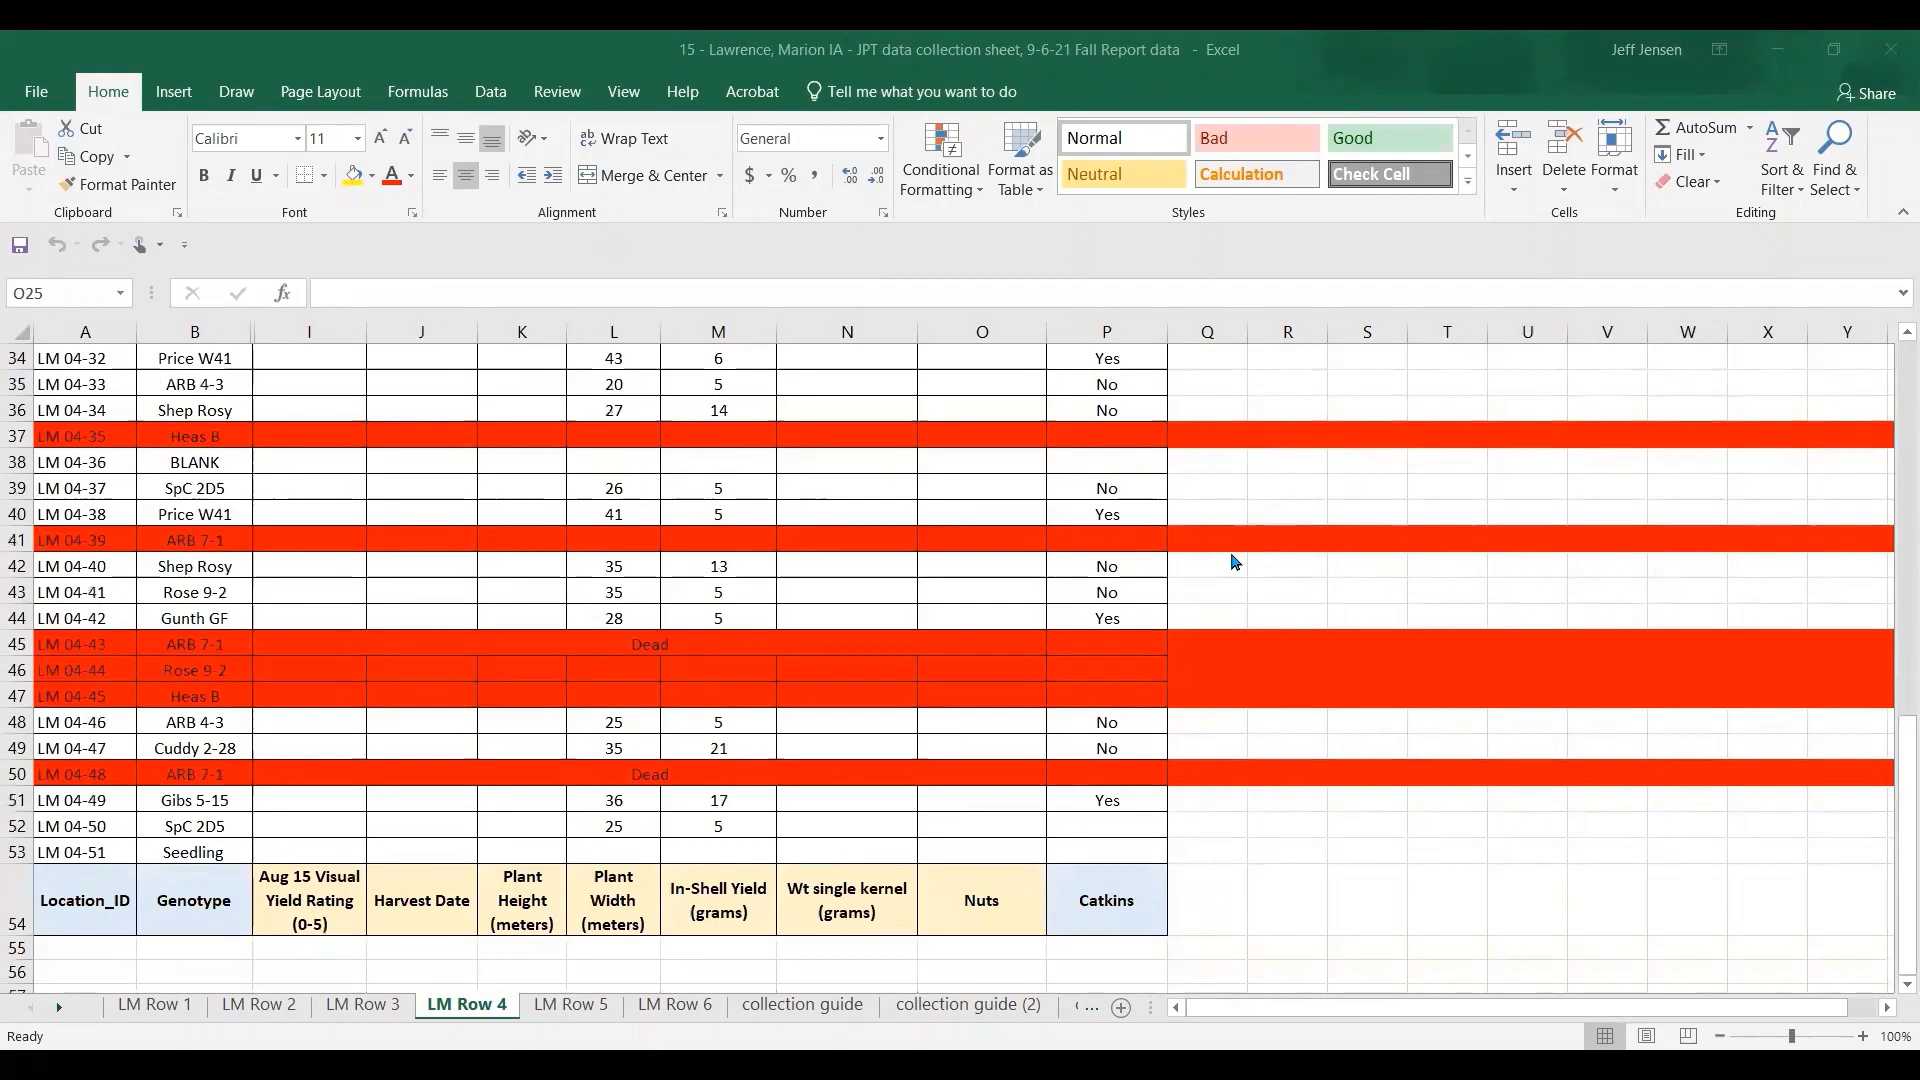 15 - Lawrence, Marion IA - JPT data collection sheet, 9-6-21 Fall Report data - Excel Jeff Jensen
File Home Insert Draw Page Layout Formulas Data Review View Help Acrobat Tell me what you want to do Share
Paste Cut Copy Format Painter Clipboard
Calibri 11 A A B I U A Font
ab Wrap Text Merge & Center Alignment
General $ % , Number
Conditional Formatting Format as Table Normal Bad Good Neutral Calculation Check Cell Styles
Insert Delete Format Cells
AutoSum Fill Clear Sort & Filter Find & Select Editing
O25 fx
A B I J K L M N O P Q R S T U V W X Y
34 LM 04-32 Price W41 43 6 Yes
35 LM 04-33 ARB 4-3 20 5 No
36 LM 04-34 Shep Rosy 27 14 No
37 LM 04-35 Heas B
38 LM 04-36 BLANK
39 LM 04-37 SpC 2D5 26 5 No
40 LM 04-38 Price W41 41 5 Yes
41 LM 04-39 ARB 7-1
42 LM 04-40 Shep Rosy 35 13 No
43 LM 04-41 Rose 9-2 35 5 No
44 LM 04-42 Gunth GF 28 5 Yes
45 LM 04-43 ARB 7-1 Dead
46 LM 04-44 Rose 9-2
47 LM 04-45 Heas B
48 LM 04-46 ARB 4-3 25 5 No
49 LM 04-47 Cuddy 2-28 35 21 No
50 LM 04-48 ARB 7-1 Dead
51 LM 04-49 Gibs 5-15 36 17 Yes
52 LM 04-50 SpC 2D5 25 5
53 LM 04-51 Seedling
54 Location_ID Genotype Aug 15 Visual Yield Rating (0-5) Harvest Date Plant Height (meters) Plant Width (meters) In-Shell Yield (grams) Wt single kernel (grams) Nuts Catkins
55
56
LM Row 1 LM Row 2 LM Row 3 LM Row 4 LM Row 5 LM Row 6 collection guide collection guide (2) ...
Ready 100%